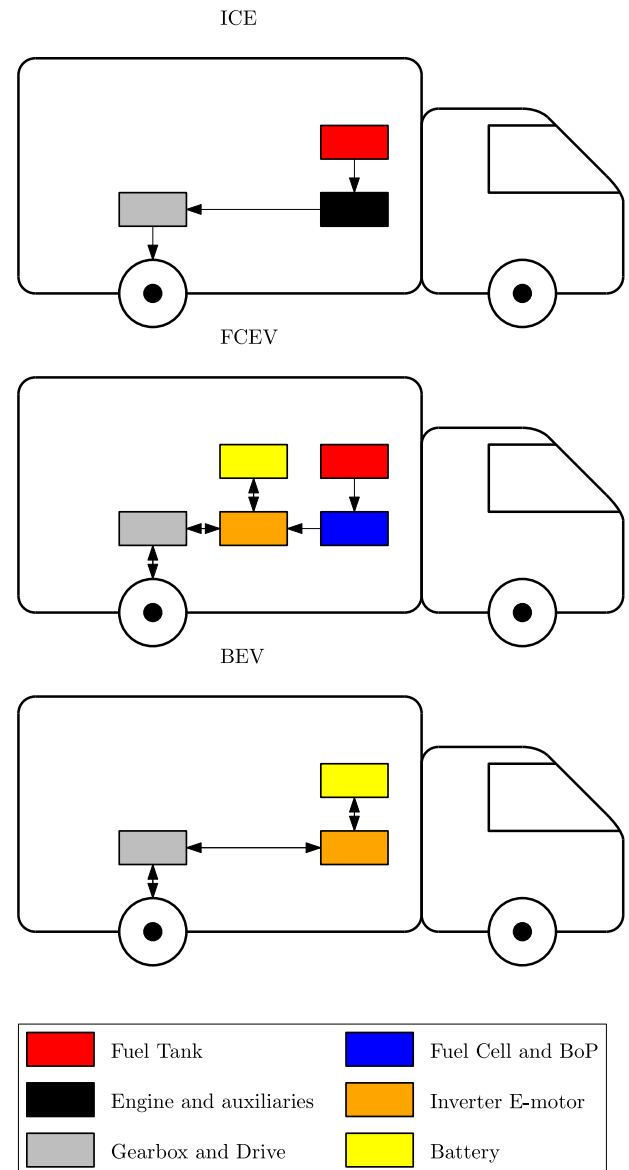 ICE
FCEV
BEV
Fuel Tank
Fuel Cell and BoP
Engine and auxiliaries
Inverter E-motor
Gearbox and Drive
Battery